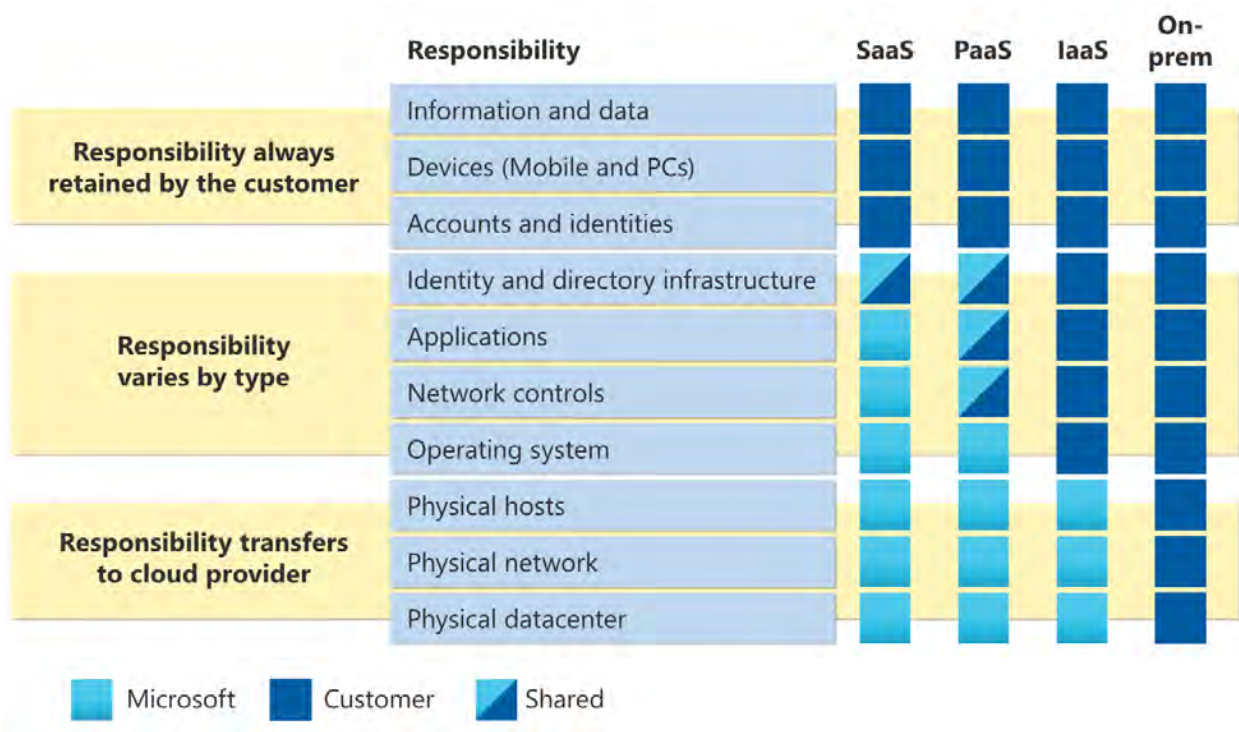 Responsibility SaaS PaaS IaaS On-
prem
Information and data
Responsibility always
retained by the customer
Devices (Mobile and PCs)
Accounts and identities
Identity and directory infrastructure
Responsibility
varies by type
Applications
Network controls
Operating system
Physical hosts
Responsibility transfers
to cloud provider
Physical network
Physical datacenter
Microsoft Customer Shared